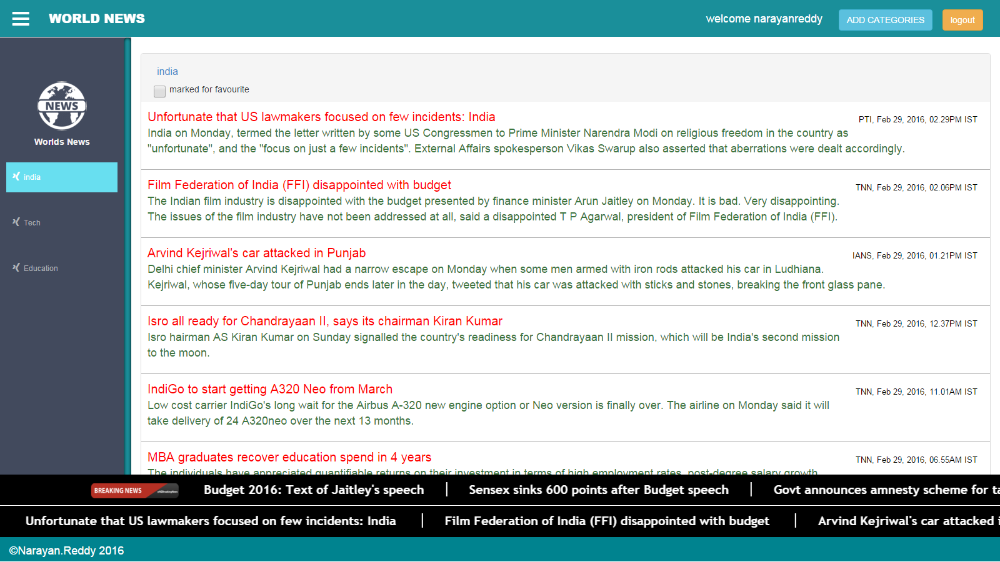 WORLD NEWS
welcome narayanreddy
ADD CATEGORIES
logout
NEWS
Worlds News
india
Tech
Education
india
marked for favourite
Unfortunate that US lawmakers focused on few incidents: India
PTI, Feb 29, 2016, 02.29PM IST
India on Monday, termed the letter written by some US Congressmen to Prime Minister Narendra Modi on religious freedom in the country as
"unfortunate", and the "focus on just a few incidents". External Affairs spokesperson Vikas Swarup also asserted that aberrations were dealt accordingly.
Film Federation of India (FFI) disappointed with budget
TNN, Feb 29, 2016, 02.06PM IST
The Indian film industry is disappointed with the budget presented by finance minister Arun Jaitley on Monday. It is bad. Very disappointing.
The issues of the film industry have not been addressed at all, said a disappointed T P Agarwal, president of Film Federation of India (FFI).
Arvind Kejriwal's car attacked in Punjab
IANS, Feb 29, 2016, 01.21PM IST
Delhi chief minister Arvind Kejriwal had a narrow escape on Monday when some men armed with iron rods attacked his car in Ludhiana.
Kejriwal, whose five-day tour of Punjab ends later in the day, tweeted that his car was attacked with sticks and stones, breaking the front glass pane.
Isro all ready for Chandrayaan II, says its chairman Kiran Kumar
TNN, Feb 29, 2016, 12.37PM IST
Isro hairman AS Kiran Kumar on Sunday signalled the country's readiness for Chandrayaan II mission, which will be India's second mission
to the moon.
IndiGo to start getting A320 Neo from March
TNN, Feb 29, 2016, 11.01AM IST
Low cost carrier IndiGo's long wait for the Airbus A-320 new engine option or Neo version is finally over. The airline on Monday said it will
take delivery of 24 A320neo over the next 13 months.
MBA graduates recover education spend in 4 years
TNN, Feb 29, 2016, 06.55AM IST
The individuals have appreciated quantifiable returns on their investment in terms of high employment rates, post-degree salary growth
BREAKING NEWS
Budget 2016: Text of Jaitley's speech | Sensex sinks 600 points after Budget speech | Govt announces amnesty scheme for ta
Unfortunate that US lawmakers focused on few incidents: India | Film Federation of India (FFI) disappointed with budget | Arvind Kejriwal's car attacked i
©Narayan.Reddy 2016